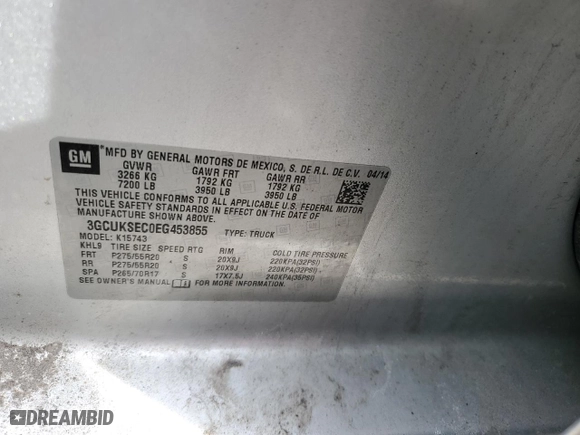 GM
MFD BY GENERAL MOTORS DE MEXICO, S. DE R.L. DE C.V. 04/14
GVWR GAWR FRT GAWR RR
3266 KG 1792 KG 1792 KG
7200 LB 3950 LB 3950 LB
THIS VEHICLE CONFORMS TO ALL APPLICABLE U.S. FEDERAL MOTOR
VEHICLE SAFETY STANDARDS IN EFFECT ON THE DATE OF
MANUFACTURE SHOWN ABOVE.
3GCUKSEC0EG453855 TYPE: TRUCK
MODEL: K15743
KHL9 TIRE SIZE SPEED RTG RIM COLD TIRE PRESSURE
FRT P275/55R20 S 20X9J 220KPA(32PSI)
RR P275/55R20 S 20X9J 220KPA(32PSI)
SPA P265/70R17 S 17X7.5J 240KPA(35PSI)
SEE OWNER'S MANUAL FOR MORE INFORMATION
DREAMBID